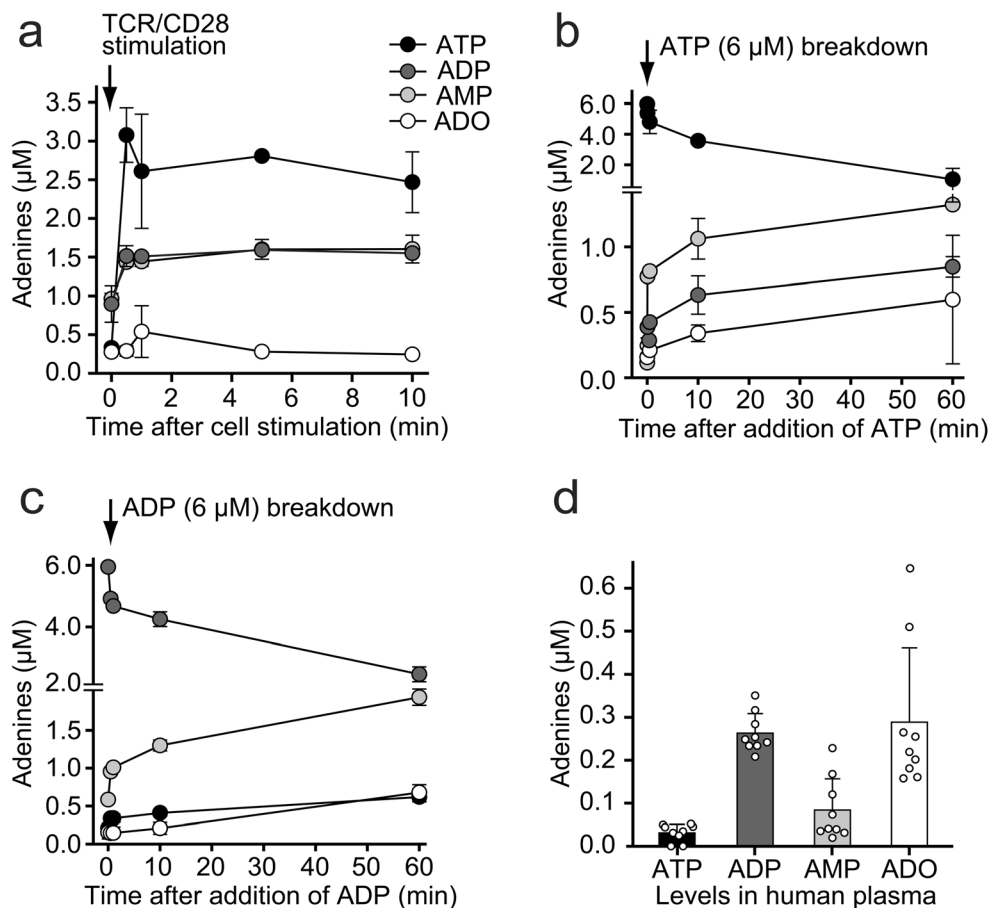 a
TCR/CD28
stimulation
ATP
ADP
AMP
ADO
Adenines (µM)
3.5
3.0
2.5
2.0
1.5
1.0
0.5
0.0
0 2 4 6 8 10
Time after cell stimulation (min)
b
ATP (6 µM) breakdown
Adenines (µM)
6.0
4.0
2.0
1.0
0.5
0.0
0 10 20 30 40 50 60
Time after addition of ATP (min)
c
ADP (6 µM) breakdown
Adenines (µM)
6.0
4.0
2.0
1.5
1.0
0.5
0.0
0 10 20 30 40 50 60
Time after addition of ADP (min)
d
Adenines (µM)
0.6
0.5
0.4
0.3
0.2
0.1
0.0
ATP ADP AMP ADO
Levels in human plasma